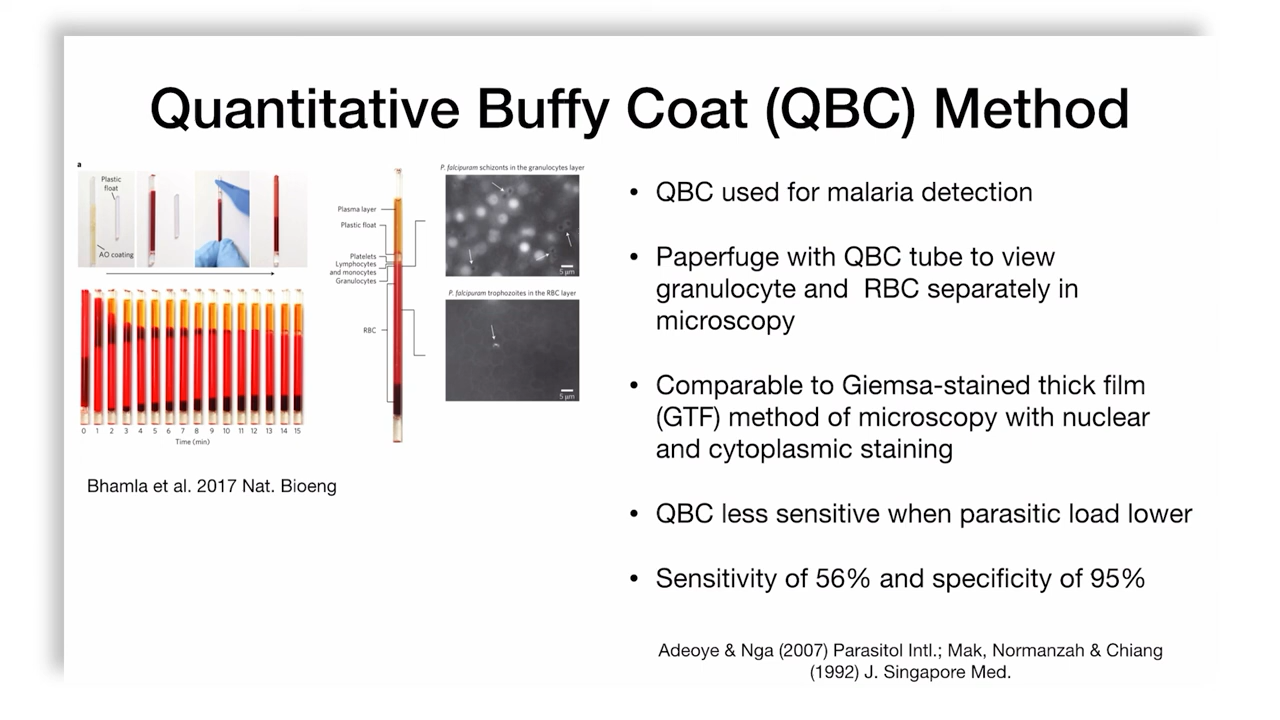 Quantitative Buffy Coat (QBC) Method
a
Plastic
float
AO coating
0 1 2 3 4 5 6 7 8 9 10 11 12 13 14 15
Time (min)
Plasma layer
Plastic float
Platelets
Lymphocytes
and monocytes
Granulocytes
RBC
P. falcipuram schizonts in the granulocytes layer
5 µm
P. falcipuram trophozoites in the RBC layer
5 µm
Bhamla et al. 2017 Nat. Bioeng
• QBC used for malaria detection
• Paperfuge with QBC tube to view
granulocyte and RBC separately in
microscopy
• Comparable to Giemsa-stained thick film
(GTF) method of microscopy with nuclear
and cytoplasmic staining
• QBC less sensitive when parasitic load lower
• Sensitivity of 56% and specificity of 95%
Adeoye & Nga (2007) Parasitol Intl.; Mak, Normanzah & Chiang
(1992) J. Singapore Med.